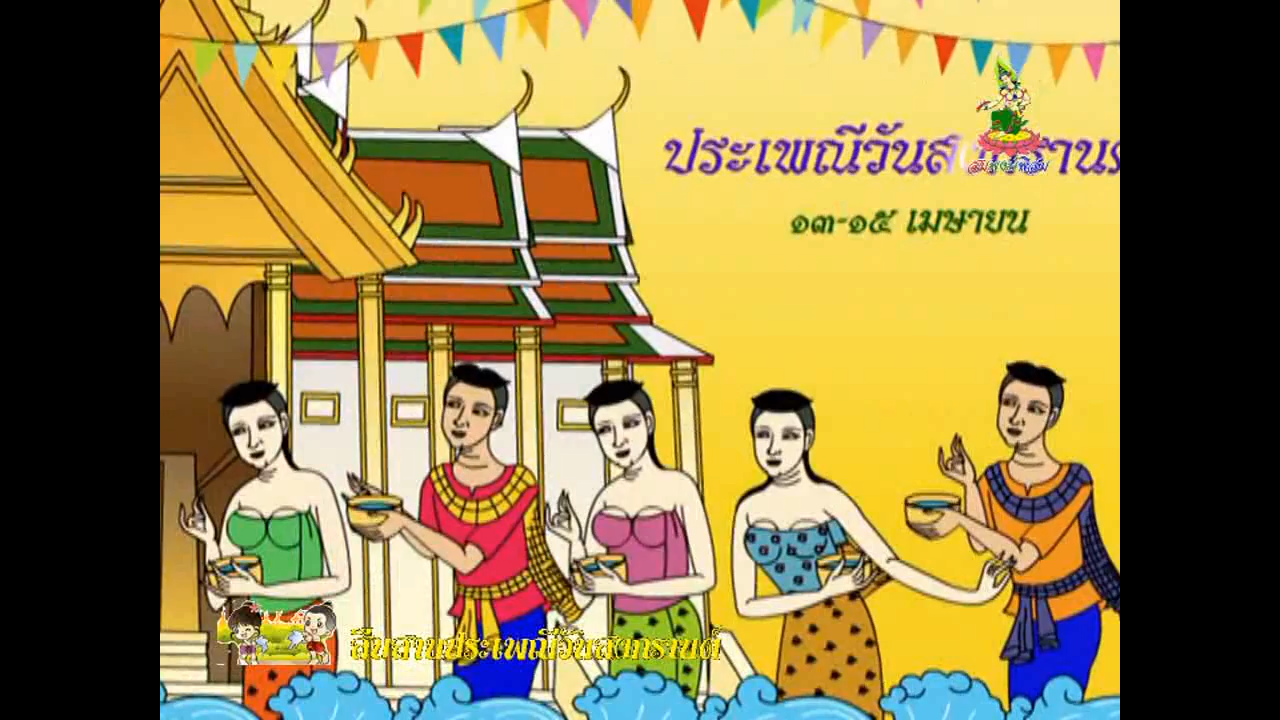 ประเพณีวันส
๑๓-๑๕ เมษายน
สืบสานประเพณีวันสงกรานต์